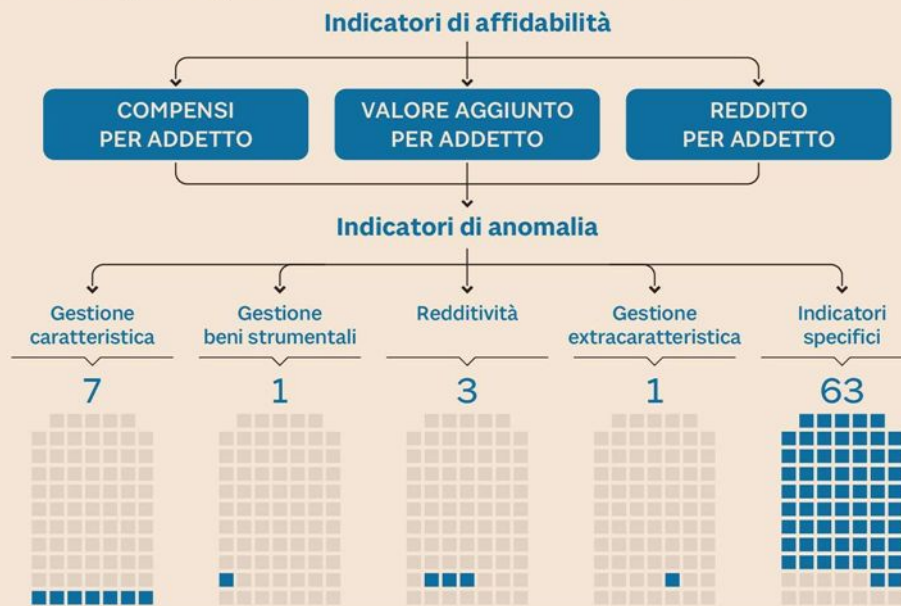 Indicatori di affidabilità
COMPENSI
PER ADDETTO
VALORE AGGIUNTO
PER ADDETTO
REDDITO
PER ADDETTO
Indicatori di anomalia
Gestione
caratteristica
7
Gestione
beni strumentali
1
Redditività
3
Gestione
extracaratteristica
1
Indicatori
specifici
63